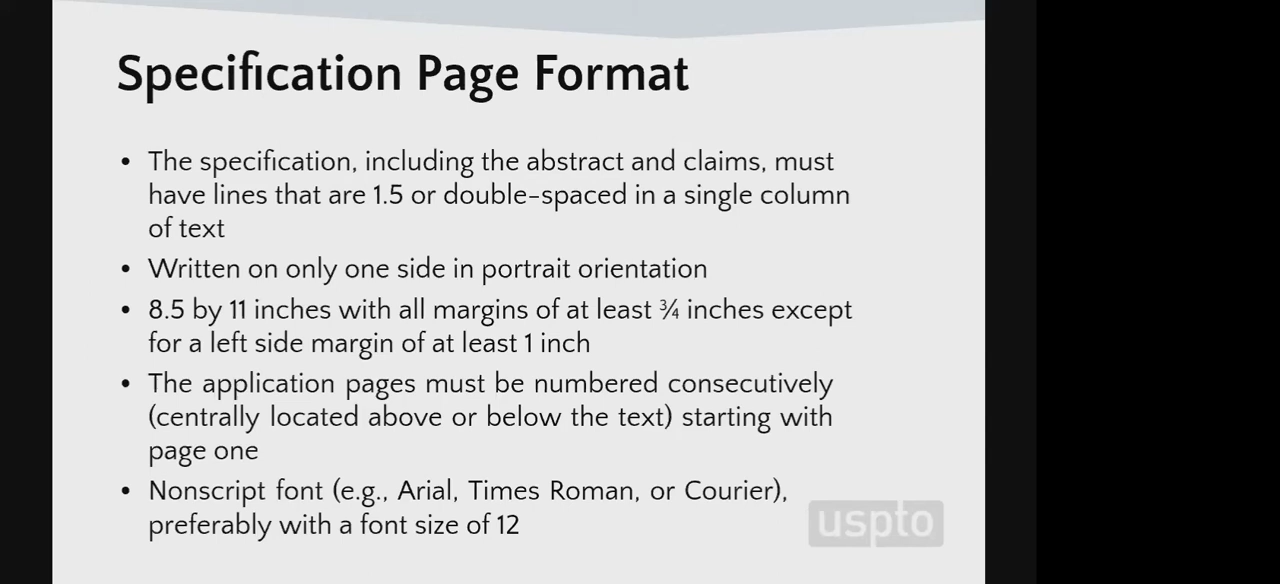 Specification Page Format
• The specification, including the abstract and claims, must
have lines that are 1.5 or double-spaced in a single column
of text
• Written on only one side in portrait orientation
• 8.5 by 11 inches with all margins of at least ¾ inches except
for a left side margin of at least 1 inch
• The application pages must be numbered consecutively
(centrally located above or below the text) starting with
page one
• Nonscript font (e.g., Arial, Times Roman, or Courier),
preferably with a font size of 12
uspto